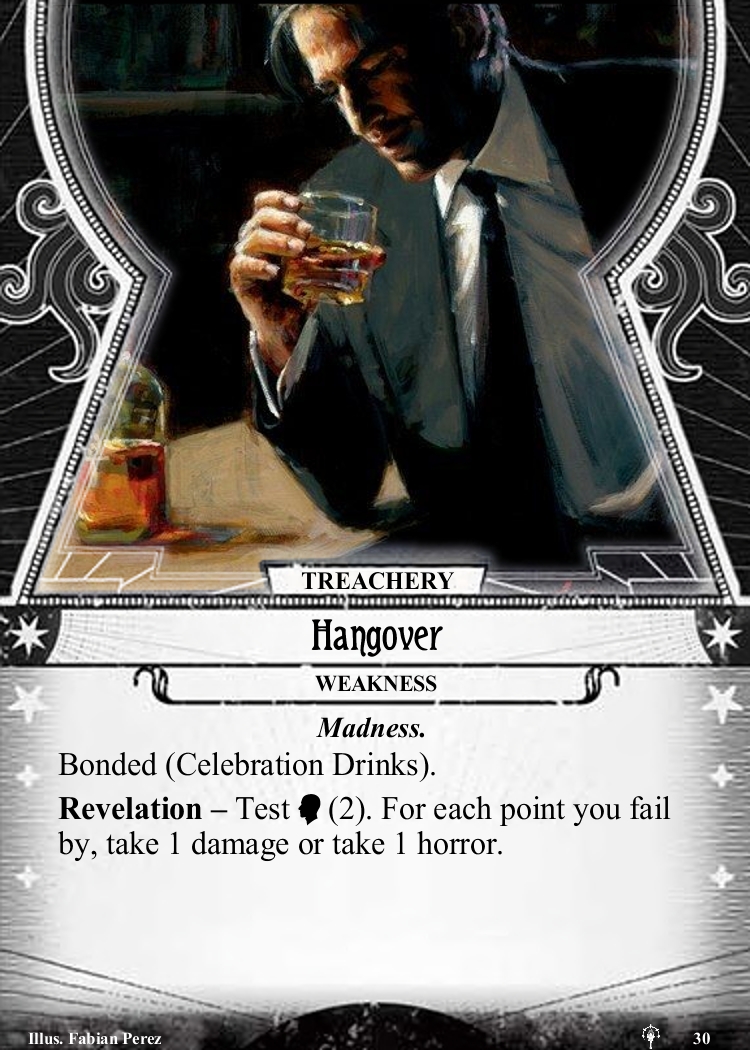 TREACHERY
Hangover
WEAKNESS
Madness.
Bonded (Celebration Drinks).
Revelation – Test (2). For each point you fail
by, take 1 damage or take 1 horror.
Illus. Fabian Perez 30